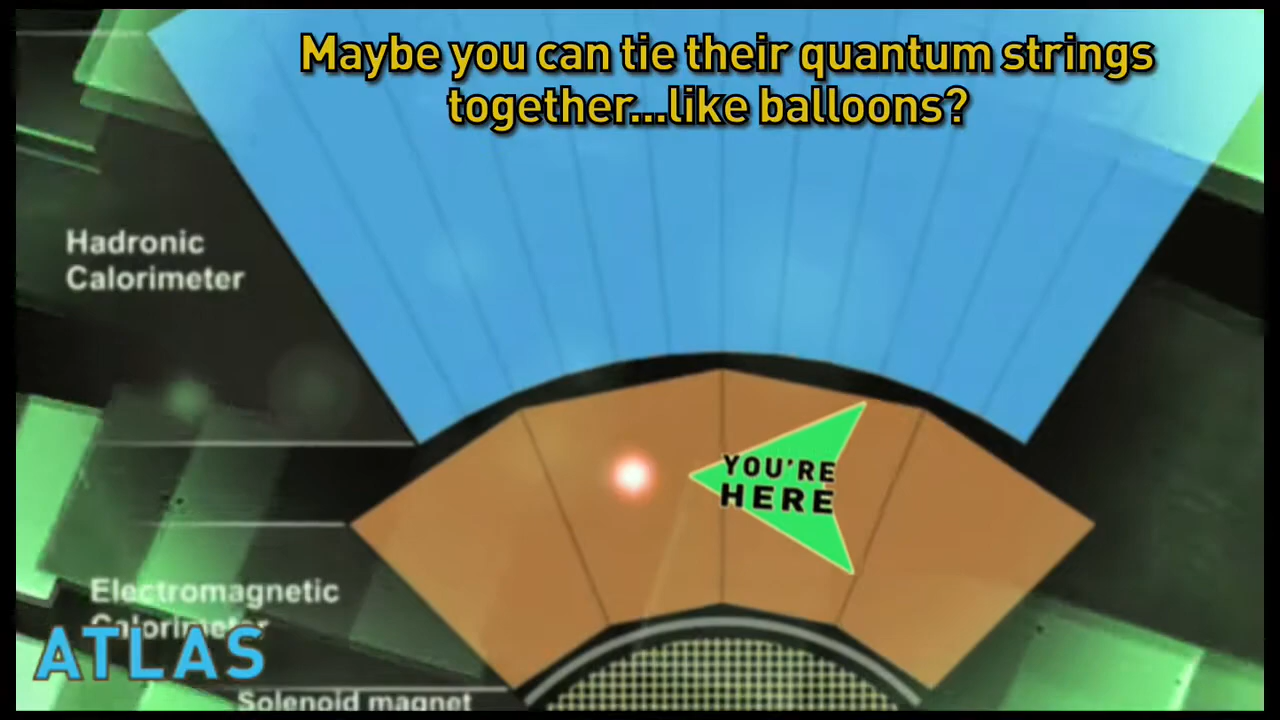 Maybe you can tie their quantum strings
together...like balloons?
Hadronic
Calorimeter
YOU'RE
HERE
Electromagnetic
Calorimeter
ATLAS
Solenoid magnet